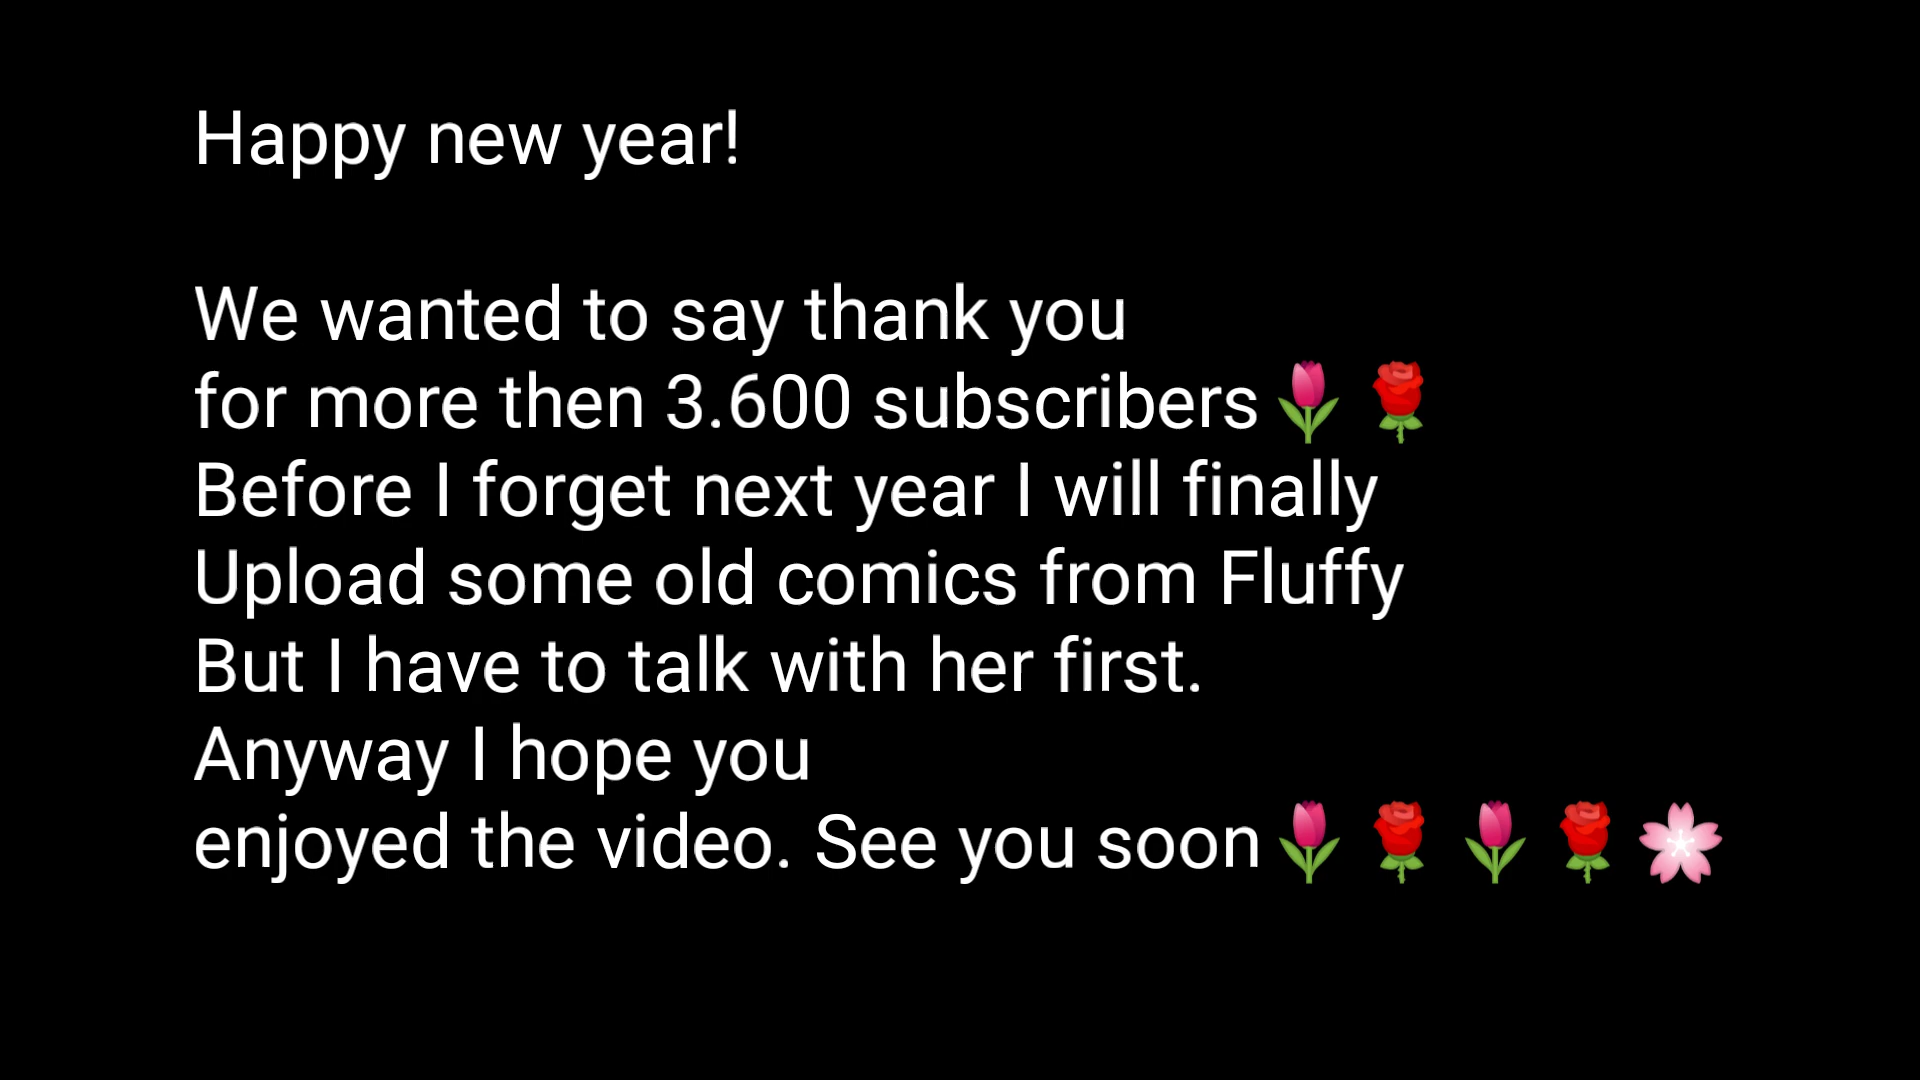 Happy new year!
We wanted to say thank you
for more then 3.600 subscribers🌷🌹
Before I forget next year I will finally
Upload some old comics from Fluffy
But I have to talk with her first.
Anyway I hope you
enjoyed the video. See you soon🌷🌹🌷🌹🌸